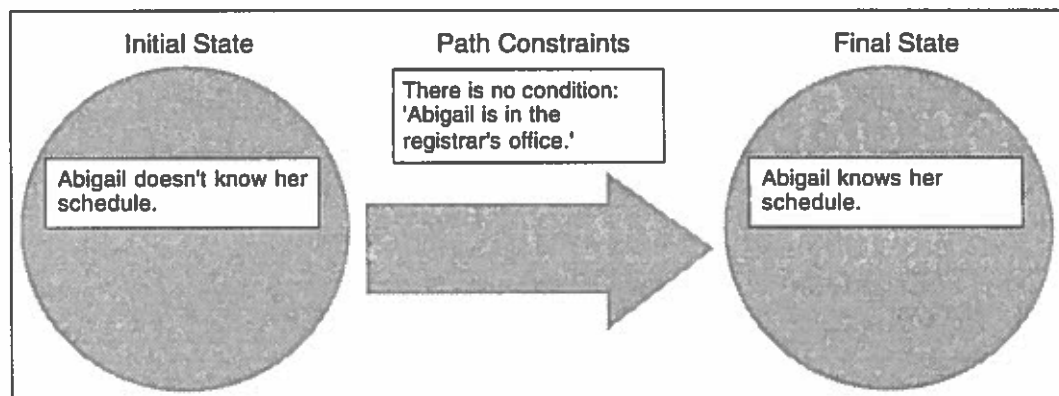 Initial State
Path Constraints
Final State
There is no condition:
'Abigail is in the
registrar's office.'
Abigail doesn't know her
schedule.
Abigail knows her
schedule.